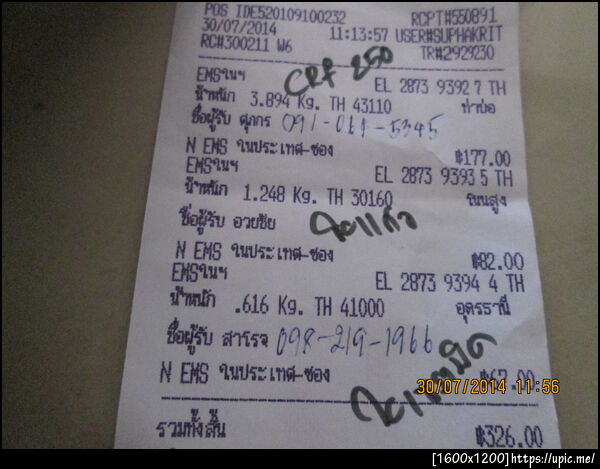 POS IDE520109100232 RCPT#550891
30/07/2014 11:13:57 USER#SUPHAKRIT
RC#300211 W6 TR#2929230
CRF 250
EMSในฯ EL 2873 9392 7 TH
น้ำหนัก 3.894 Kg. TH 43110 ท่าบ่อ
ชื่อผู้รับ ศุภกร 091-061-5345
N EMS ในประเทศ-ซอง ฿177.00
EMSในฯ EL 2873 9393 5 TH
น้ำหนัก 1.248 Kg. TH 30160 โนนสูง
ชื่อผู้รับ อวยชัย
N EMS ในประเทศ-ซอง ฿82.00
EMSในฯ EL 2873 9394 4 TH
น้ำหนัก .616 Kg. TH 41000 อุดรธานี
ชื่อผู้รับ สาโรจ 098-219-1966
N EMS ในประเทศ-ซอง ฿67.00
30/07/2014 11:56
รวมทั้งสิ้น ฿326.00
[1600x1200]https://upic.me/